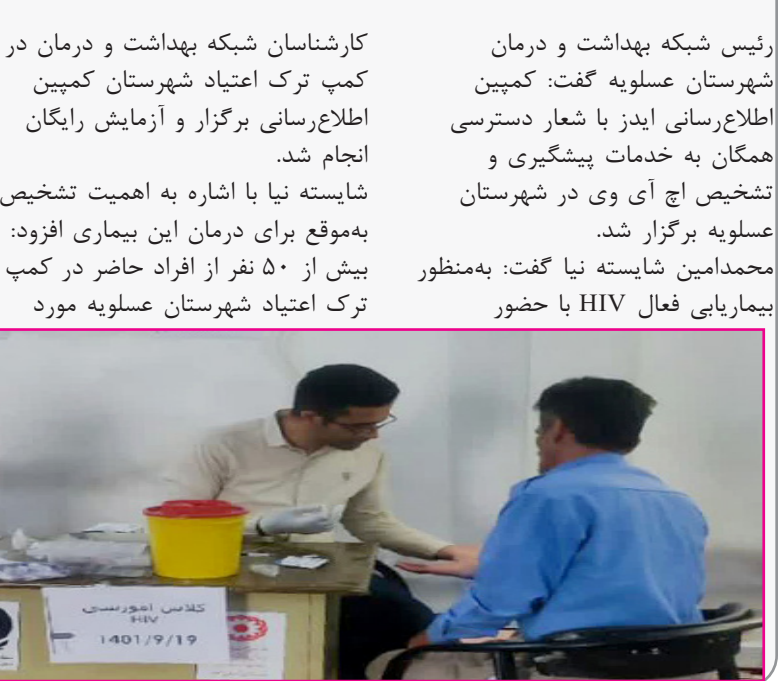 رئیس شبکه بهداشت و درمان
شهرستان عسلویه گفت: کمپین
اطلاع‌رسانی ایدز با شعار دسترسی
همگان به خدمات پیشگیری و
تشخیص اچ آی وی در شهرستان
عسلویه برگزار شد.
محمدامین شایسته نیا گفت: به‌منظور
بیماریابی فعال HIV با حضور
کارشناسان شبکه بهداشت و درمان در
کمپ ترک اعتیاد شهرستان کمپین
اطلاع‌رسانی برگزار و آزمایش رایگان
انجام شد.
شایسته نیا با اشاره به اهمیت تشخیص
به‌موقع برای درمان این بیماری افزود:
بیش از ۵۰ نفر از افراد حاضر در کمپ
ترک اعتیاد شهرستان عسلویه مورد
کلاس اموزسی
HIV
1401/9/19